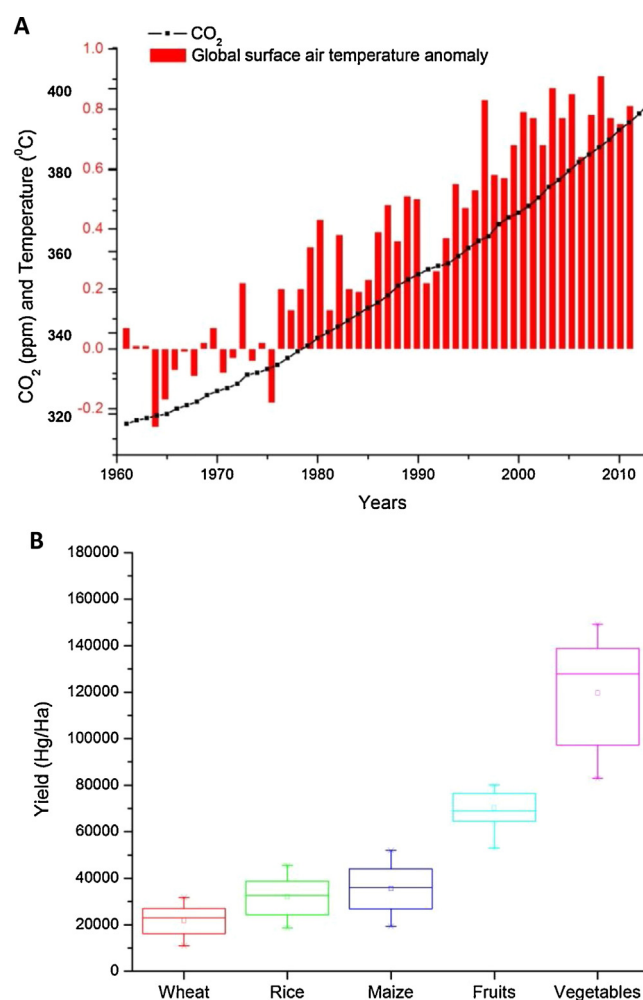 A
CO2
Global surface air temperature anomaly
1.0
400
0.8
380
0.6
0.4
360
0.2
340
0.0
-0.2
320
CO2 (ppm) and Temperature (⁰C)
1960 1970 1980 1990 2000 2010
Years
B
180000
160000
140000
120000
100000
80000
60000
40000
20000
0
Yield (Hg/Ha)
Wheat Rice Maize Fruits Vegetables